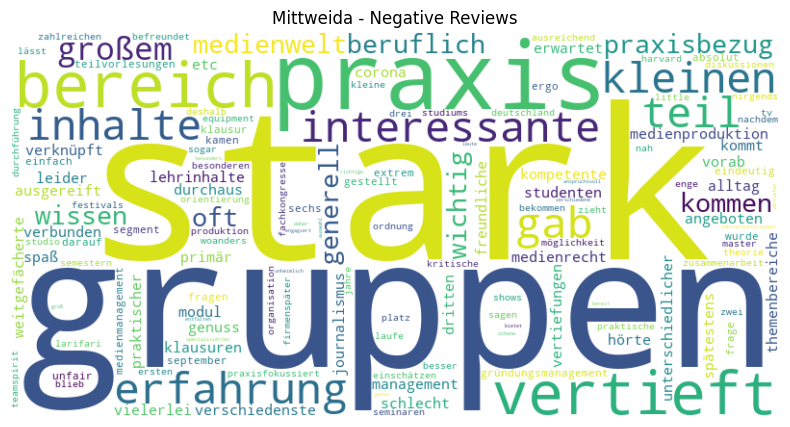 Mittweida - Negative Reviews
zahlreichen befreundet
lässt
großem
medienwelt
beruflich
ausreichend
erwartet
praxisbezug
teilvorlesungen etc
corona
kleine
diskussionen
harvard absolut
nirgends
bereich
praxis
ergo
kleinen
deshalb equipment
drei studiums deutschland
little
tv
nachdem
inhalte
klausur
kamen
interessante
teil
durchführung
verknüpft
sogar
medienproduktion
einfach
besonderen
nah
leider
lehrinhalte
stark
kompetente
kommt
vorab
eindeutig
ausgereift
durchaus
gestellt
extrem
studenten
enge
alltag
orientierung
fachkongresse
generell
wichtig
freundliche
bekommen
verschiedene
wissen
festivals
segment
oft
sechs
gab
zieht
kommen
studio
verbunden
produktion
ordnung
wurde
angeboten
darauf
woanders
möglichkeit
master
theorie
spaß
primär
medienrecht
zusammenarbeit
weitgefächerte
semestern
kritische
gruppen
medienmanagement
praktischer
fragen
organisation
firmenspäter
journalismus
jahre
platz
dritten
shows
sagen
vertiefungen
praktische
hörte
unterschiedlicher
spätestens
zwei
frage
themenbereiche
modul
genuss
laufe
besser
larifari
klausuren
september
gründungsmanagement
unfair
blieb
ersten
praxisfokussiert
einschätzen
management
teamspirit
erfahrung
schlecht
vertieft
vielerlei
verschiedenste
seminaren